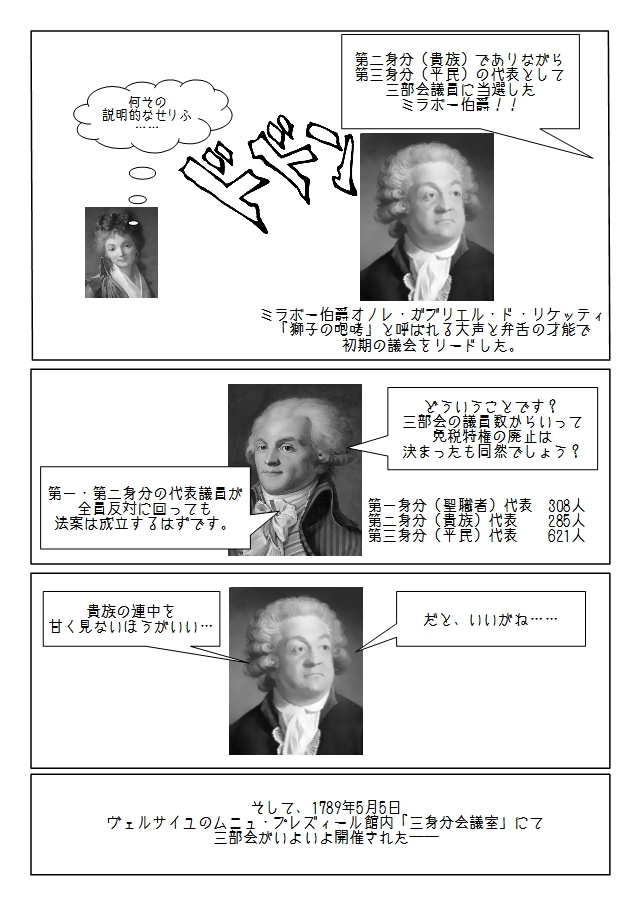 第二身分（貴族）でありながら
第三身分（平民）の代表として
三部会議員に当選した
ミラボー伯爵！！
何その
説明的なせりふ
……
ドドン
ミラボー伯爵オノレ・ガブリエル・ド・リケッティ
「獅子の咆哮」と呼ばれる大声と弁舌の才能で
初期の議会をリードした。
どういうことです？
三部会の議員数からいって
免税特権の廃止は
決まったも同然でしょう？
第一・第二身分の代表議員が
全員反対に回っても
法案は成立するはずです。
第一身分（聖職者）代表　308人
第二身分（貴族）代表　285人
第三身分（平民）代表　621人
だと、いいがね……
貴族の連中を
甘く見ないほうがいい…
そして、1789年5月5日、
ヴェルサイユのムニュ・プレズィール館内「三身分会議室」にて
三部会がいよいよ開催された――